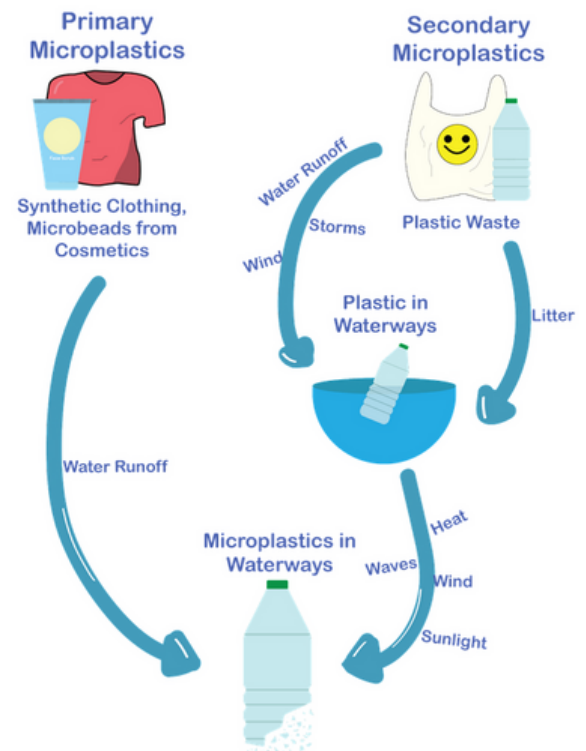 Primary
Microplastics
Synthetic Clothing,
Microbeads from
Cosmetics
Water Runoff
Secondary
Microplastics
Plastic Waste
Water Runoff
Storms
Wind
Litter
Plastic in
Waterways
Heat
Waves
Wind
Sunlight
Microplastics in
Waterways